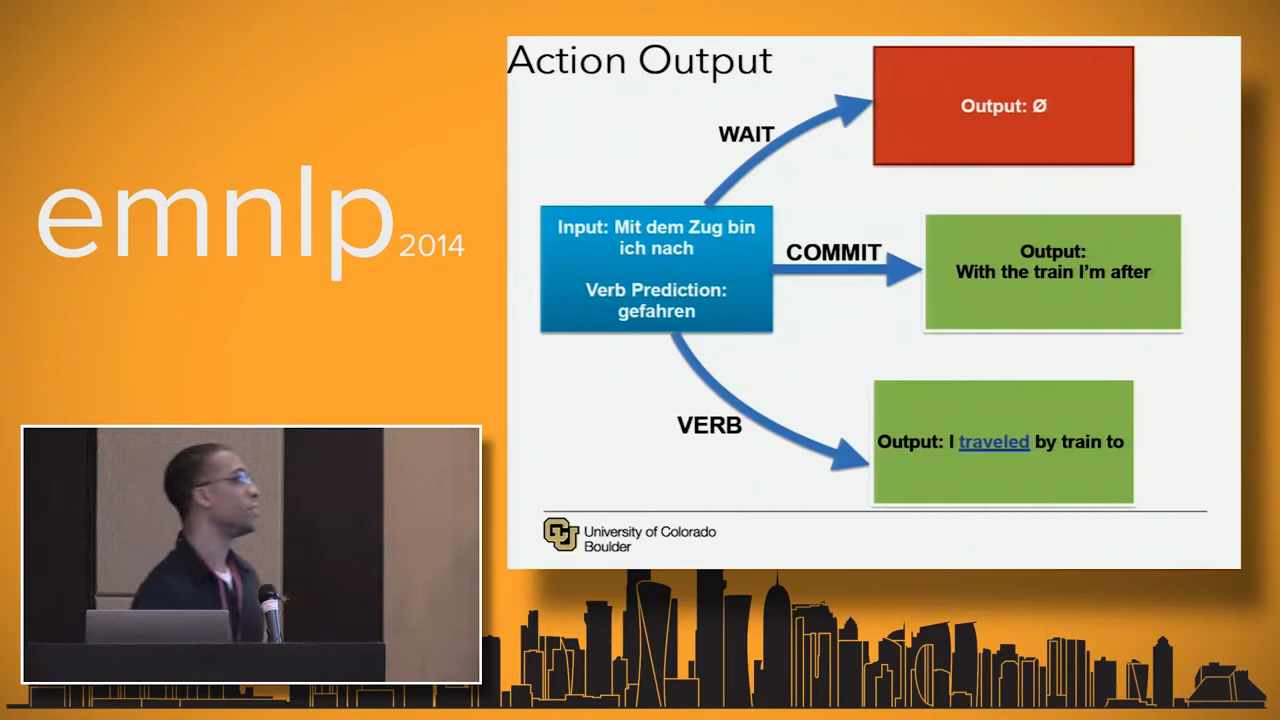 emnlp 2014
Action Output
WAIT
Output: Ø
Input: Mit dem Zug bin
ich nach
Verb Prediction:
gefahren
COMMIT
Output:
With the train I'm after
VERB
Output: I traveled by train to
CU University of Colorado
Boulder